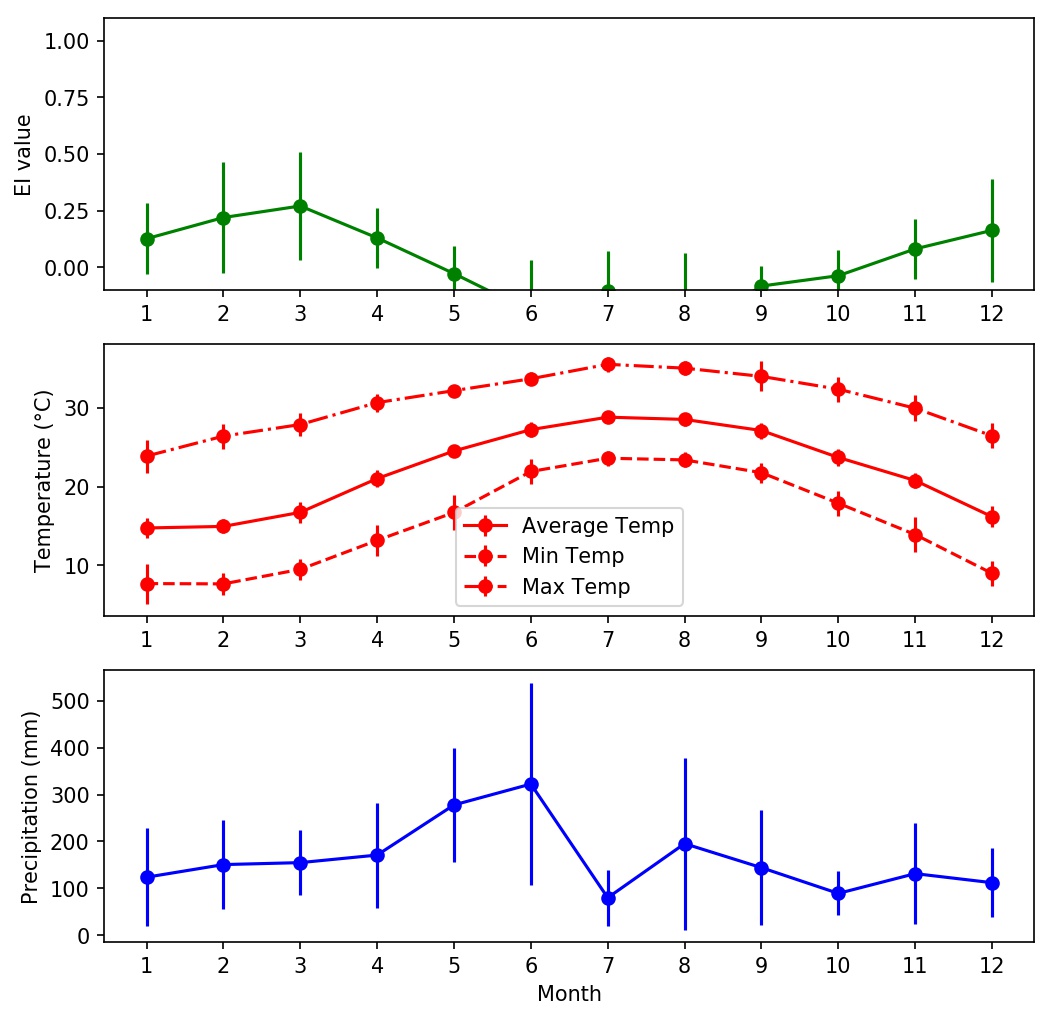 EI value
1.00
0.75
0.50
0.25
0.00
1 2 3 4 5 6 7 8 9 10 11 12
Temperature (°C)
30
20
10
Average Temp
Min Temp
Max Temp
1 2 3 4 5 6 7 8 9 10 11 12
Precipitation (mm)
500
400
300
200
100
0
1 2 3 4 5 6 7 8 9 10 11 12
Month